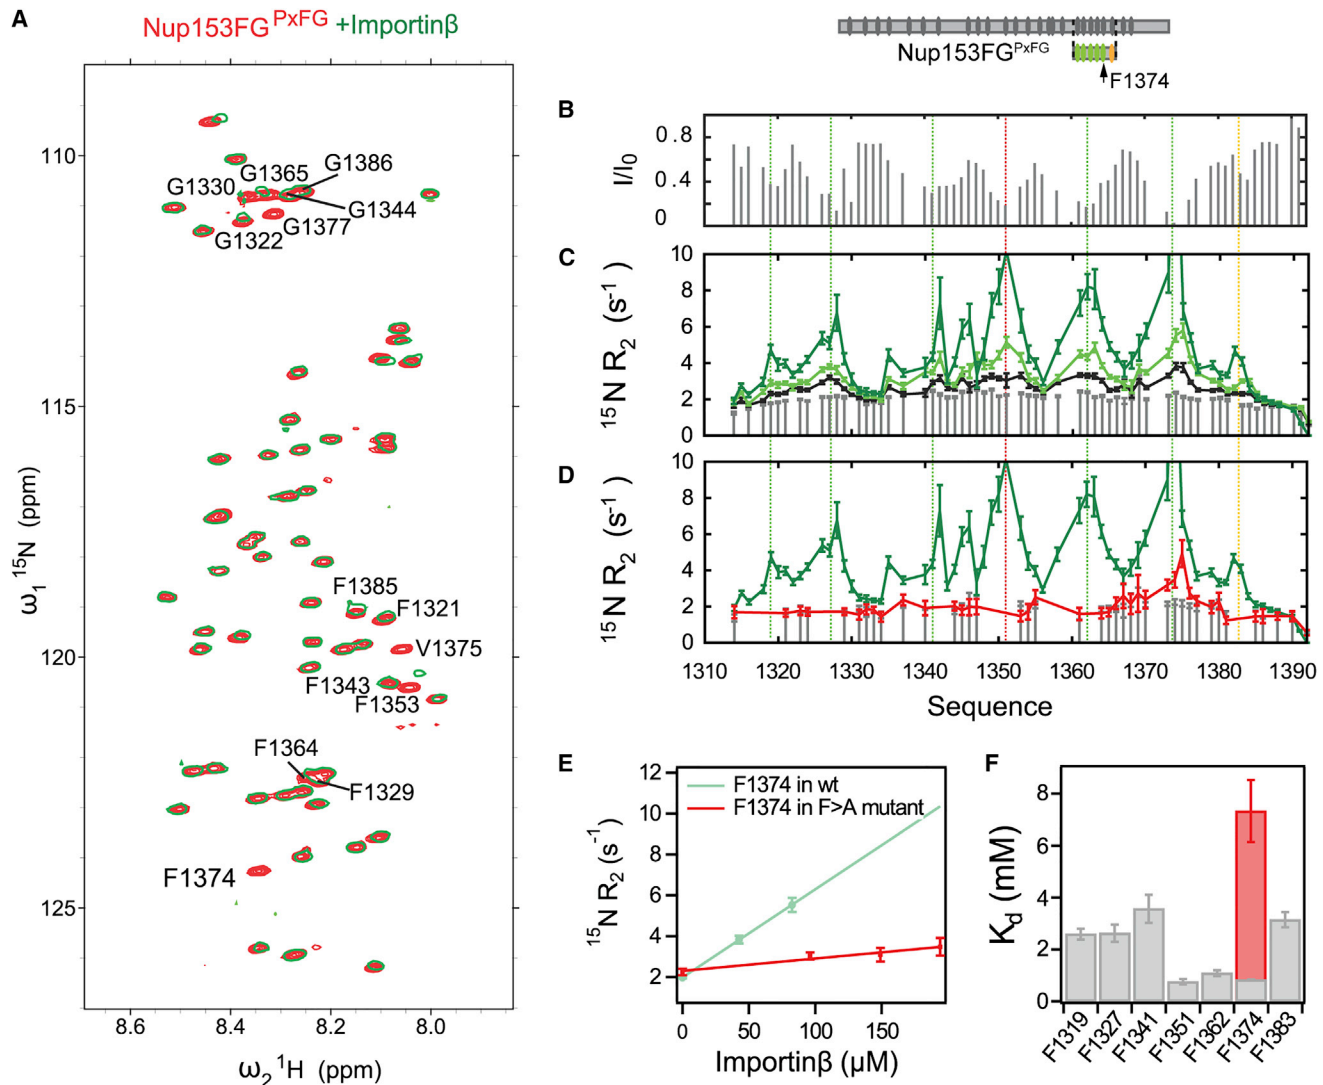 A
Nup153FG^PxFG +Importinβ
Nup153FG^PxFG
F1374
110
115
120
125
ω₁ ¹⁵N (ppm)
G1330
G1365
G1386
G1344
G1377
G1322
F1385
F1321
V1375
F1343
F1353
F1364
F1329
F1374
8.6
8.4
8.2
8.0
ω₂ ¹H (ppm)
B
I/I₀
0.8
0.4
0
C
¹⁵N R₂ (s⁻¹)
10
8
6
4
2
0
D
¹⁵N R₂ (s⁻¹)
10
8
6
4
2
0
1310
1320
1330
1340
1350
1360
1370
1380
1390
Sequence
E
¹⁵N R₂ (s⁻¹)
12
10
8
6
4
2
F1374 in wt
F1374 in F>A mutant
0
50
100
150
Importinβ (µM)
F
K_d (mM)
8
6
4
2
0
F1319
F1327
F1341
F1351
F1362
F1374
F1383